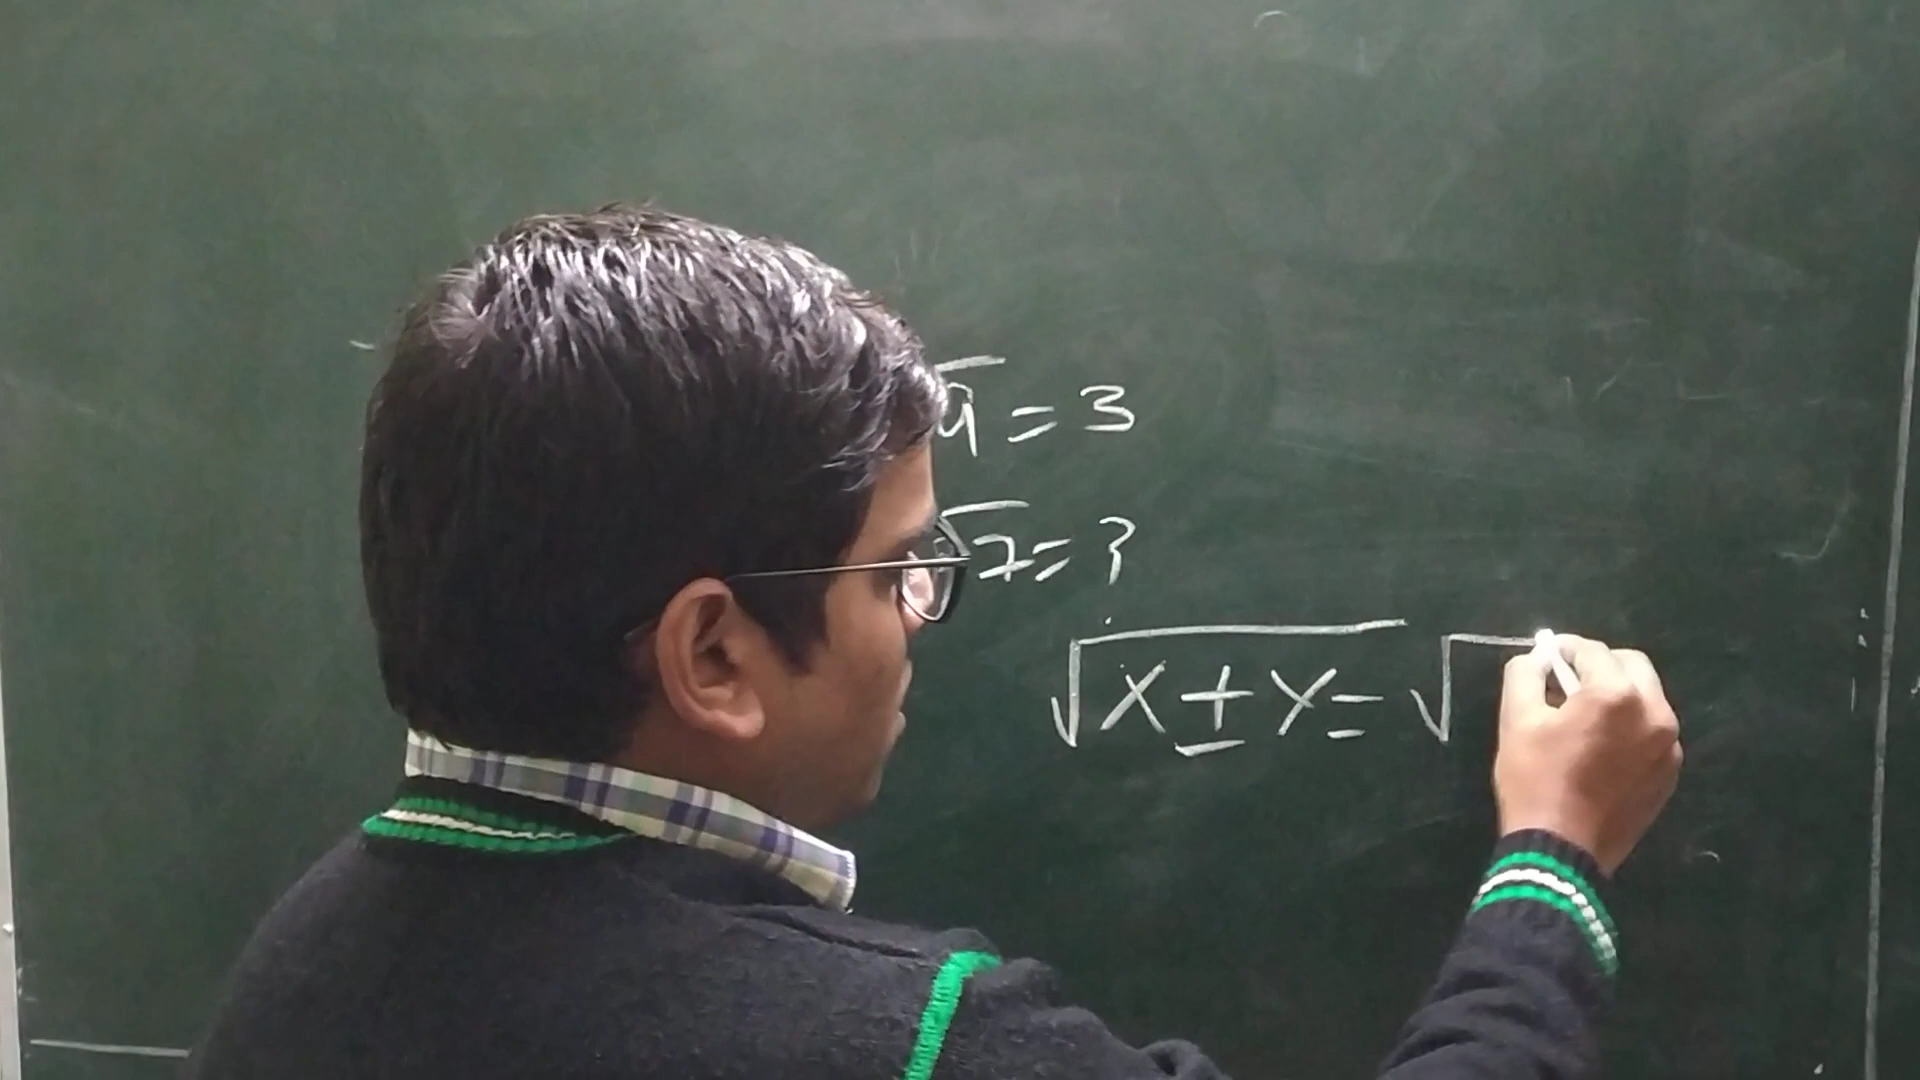 √9 = 3
√7 = ?
√X ± Y = √